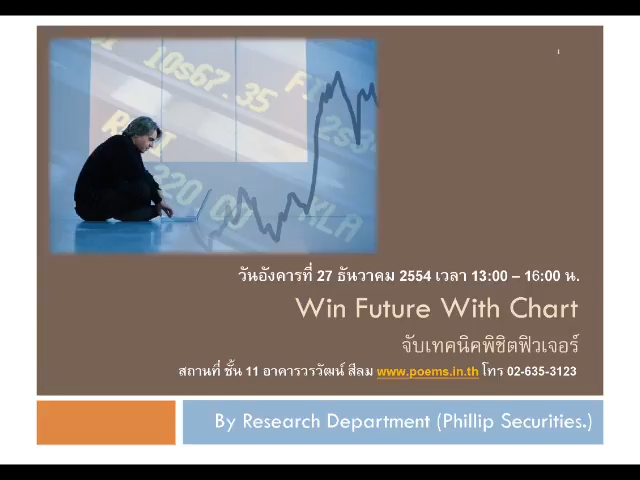 1
10s67.35
วันอังคารที่ 27 ธันวาคม 2554 เวลา 13:00 – 16:00 น.
Win Future With Chart
จับเทคนิคพิชิตฟิวเจอร์
สถานที่ ชั้น 11 อาคารวรวัฒน์ สีลม www.poems.in.th โทร 02-635-3123
By Research Department (Phillip Securities.)